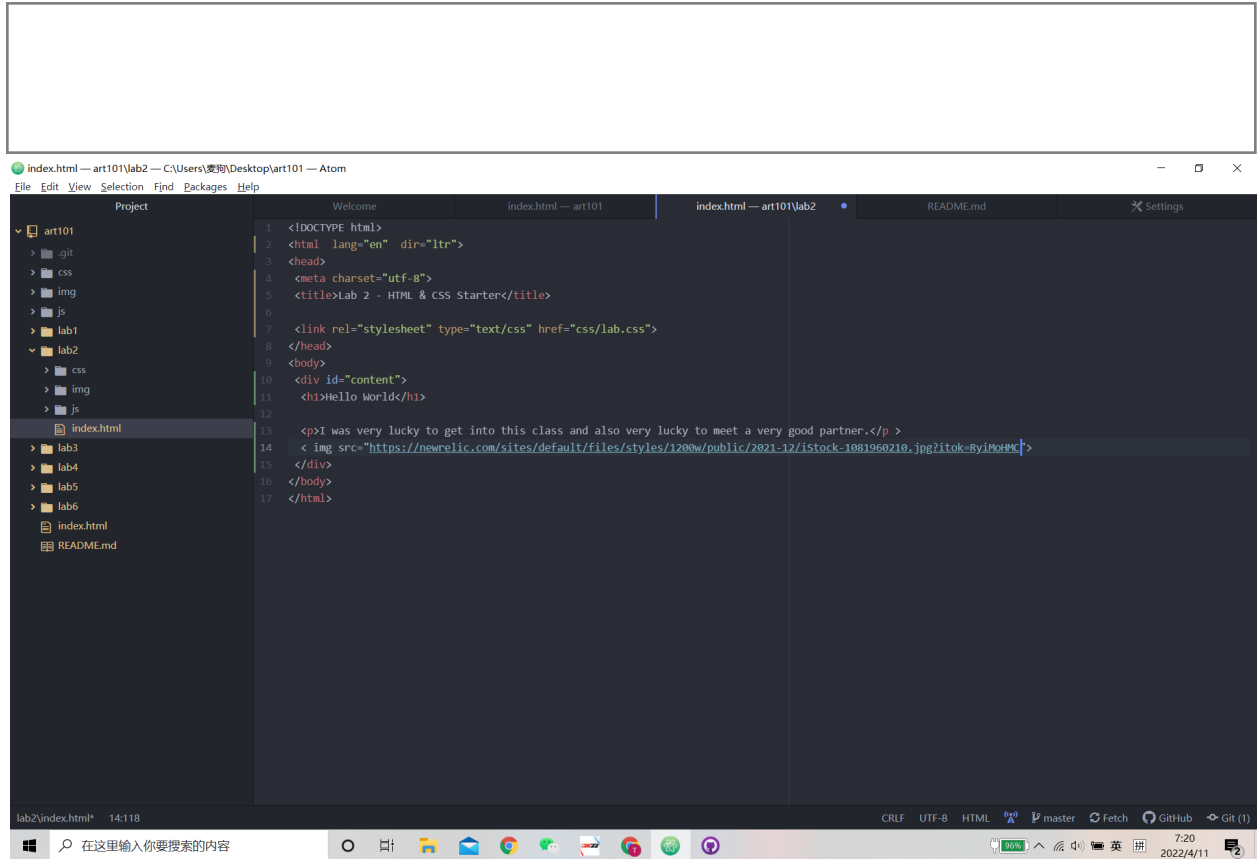 index.html — art101\lab2 — C:\Users\麦狗\Desktop\art101 — Atom
File Edit View Selection Find Packages Help
Project
Welcome
index.html — art101
index.html — art101\lab2
README.md
Settings
art101
.git
css
img
js
lab1
lab2
css
img
js
index.html
lab3
lab4
lab5
lab6
index.html
README.md
1 <!DOCTYPE html>
2 <html lang="en" dir="ltr">
3 <head>
4 <meta charset="utf-8">
5 <title>Lab 2 - HTML & CSS Starter</title>
6
7 <link rel="stylesheet" type="text/css" href="css/lab.css">
8 </head>
9 <body>
10 <div id="content">
11 <h1>Hello World</h1>
12
13 <p>I was very lucky to get into this class and also very lucky to meet a very good partner.</p >
14 < img src="https://newrelic.com/sites/default/files/styles/1200w/public/2021-12/iStock-1081960210.jpg?itok=RyiMoHMC">
15 </div>
16 </body>
17 </html>
lab2\index.html* 14:118
CRLF UTF-8 HTML master Fetch GitHub Git (1)
在这里输入你要搜索的内容
96% 英 拼 7:20
2022/4/11 2